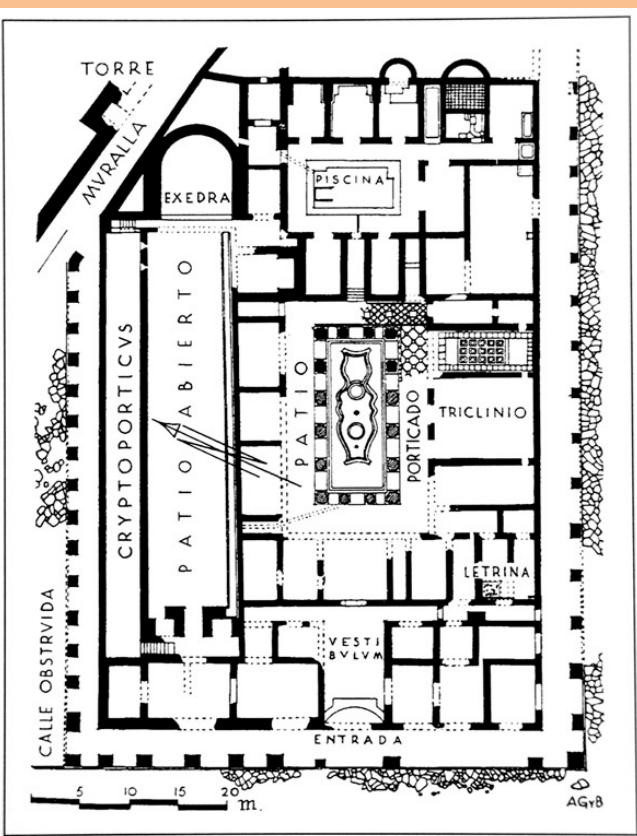 TORRE
MVRALLA
EXEDRA
PISCINA
CRYPTOPORTICVS
PATIO ABIERTO
PATIO
PORTICADO
TRICLINIO
LETRINA
VESTI
BVLVM
CALLE OBSTRVIDA
ENTRADA
5 10 15 20 m.
AGyB